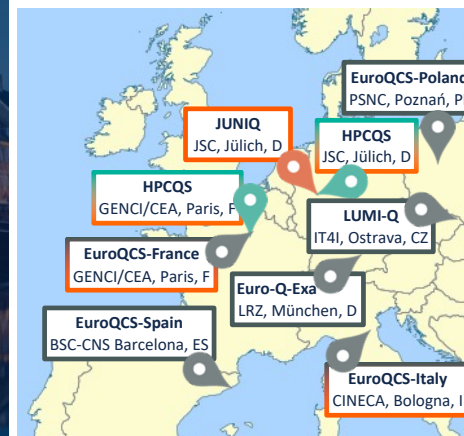 EuroQCS-Poland
PSNC, Poznań, P
JUNIQ
JSC, Jülich, D
HPCQS
JSC, Jülich, D
HPCQS
GENCI/CEA, Paris, F
LUMI-Q
IT4I, Ostrava, CZ
EuroQCS-France
GENCI/CEA, Paris, F
Euro-Q-Exa
LRZ, München, D
EuroQCS-Spain
BSC-CNS Barcelona, ES
EuroQCS-Italy
CINECA, Bologna, I